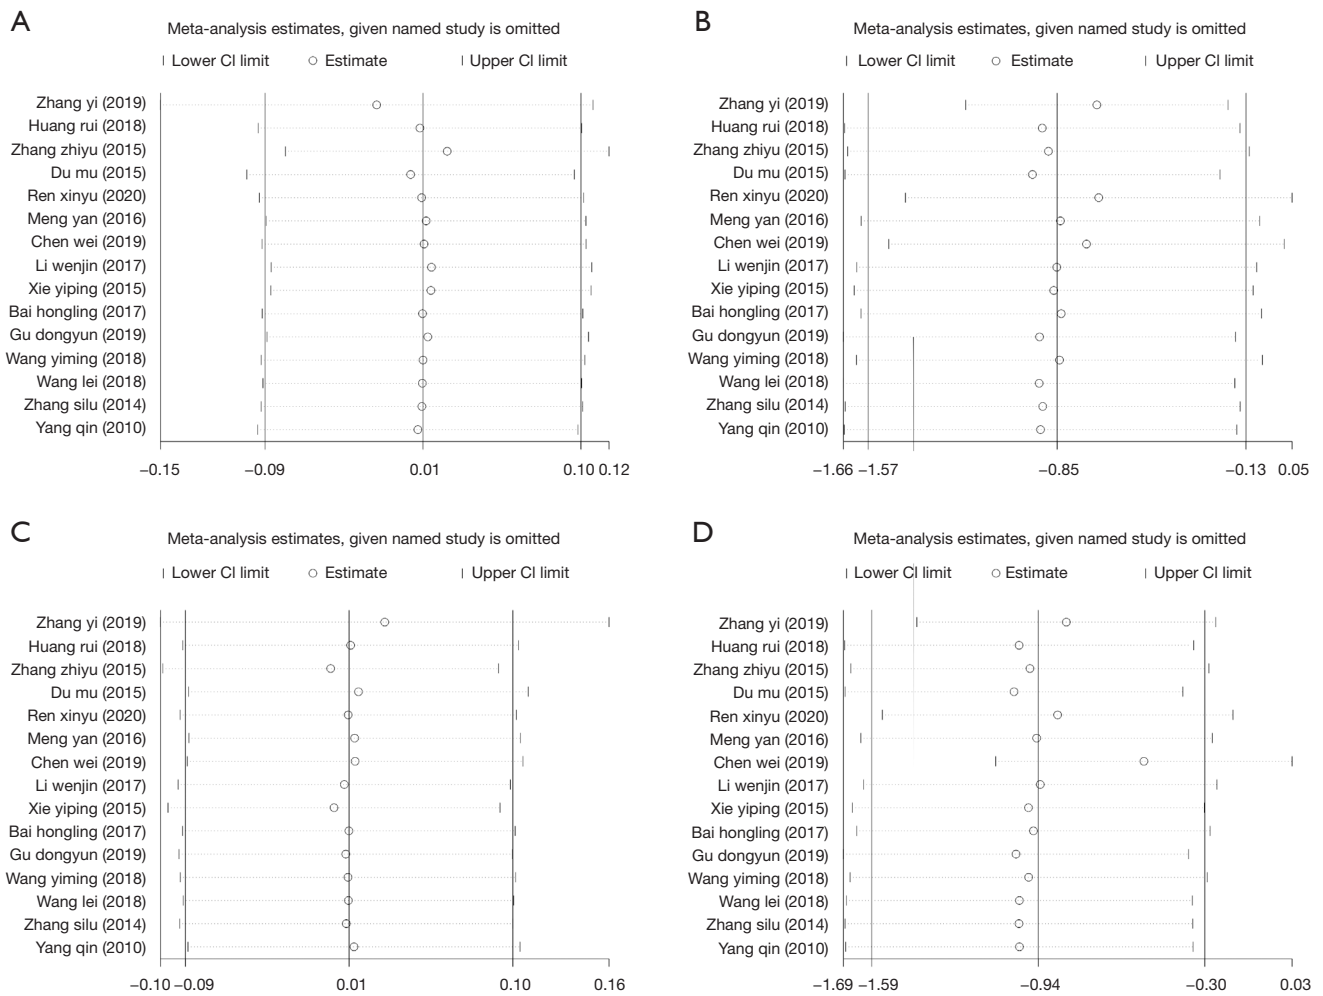 A
Meta-analysis estimates, given named study is omitted
Lower CI limit Estimate Upper CI limit
Zhang yi (2019)
Huang rui (2018)
Zhang zhiyu (2015)
Du mu (2015)
Ren xinyu (2020)
Meng yan (2016)
Chen wei (2019)
Li wenjin (2017)
Xie yiping (2015)
Bai hongling (2017)
Gu dongyun (2019)
Wang yiming (2018)
Wang lei (2018)
Zhang silu (2014)
Yang qin (2010)
−0.15 −0.09 0.01 0.10 0.12
B
Meta-analysis estimates, given named study is omitted
Lower CI limit Estimate Upper CI limit
Zhang yi (2019)
Huang rui (2018)
Zhang zhiyu (2015)
Du mu (2015)
Ren xinyu (2020)
Meng yan (2016)
Chen wei (2019)
Li wenjin (2017)
Xie yiping (2015)
Bai hongling (2017)
Gu dongyun (2019)
Wang yiming (2018)
Wang lei (2018)
Zhang silu (2014)
Yang qin (2010)
−1.66 −1.57 −0.85 −0.13 0.05
C
Meta-analysis estimates, given named study is omitted
Lower CI limit Estimate Upper CI limit
Zhang yi (2019)
Huang rui (2018)
Zhang zhiyu (2015)
Du mu (2015)
Ren xinyu (2020)
Meng yan (2016)
Chen wei (2019)
Li wenjin (2017)
Xie yiping (2015)
Bai hongling (2017)
Gu dongyun (2019)
Wang yiming (2018)
Wang lei (2018)
Zhang silu (2014)
Yang qin (2010)
−0.10 −0.09 0.01 0.10 0.16
D
Meta-analysis estimates, given named study is omitted
Lower CI limit Estimate Upper CI limit
Zhang yi (2019)
Huang rui (2018)
Zhang zhiyu (2015)
Du mu (2015)
Ren xinyu (2020)
Meng yan (2016)
Chen wei (2019)
Li wenjin (2017)
Xie yiping (2015)
Bai hongling (2017)
Gu dongyun (2019)
Wang yiming (2018)
Wang lei (2018)
Zhang silu (2014)
Yang qin (2010)
−1.69 −1.59 −0.94 −0.30 0.03